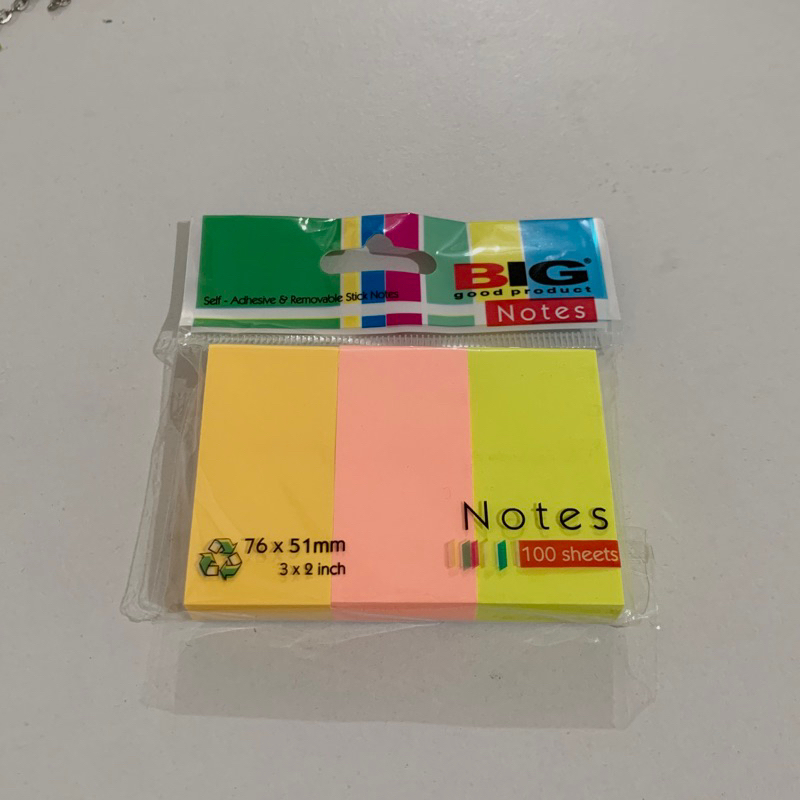 Self - Adhesive & Removable Stick Notes
BIG®
good product
Notes
Notes
100 sheets
76 x 51mm
3 x 2 inch